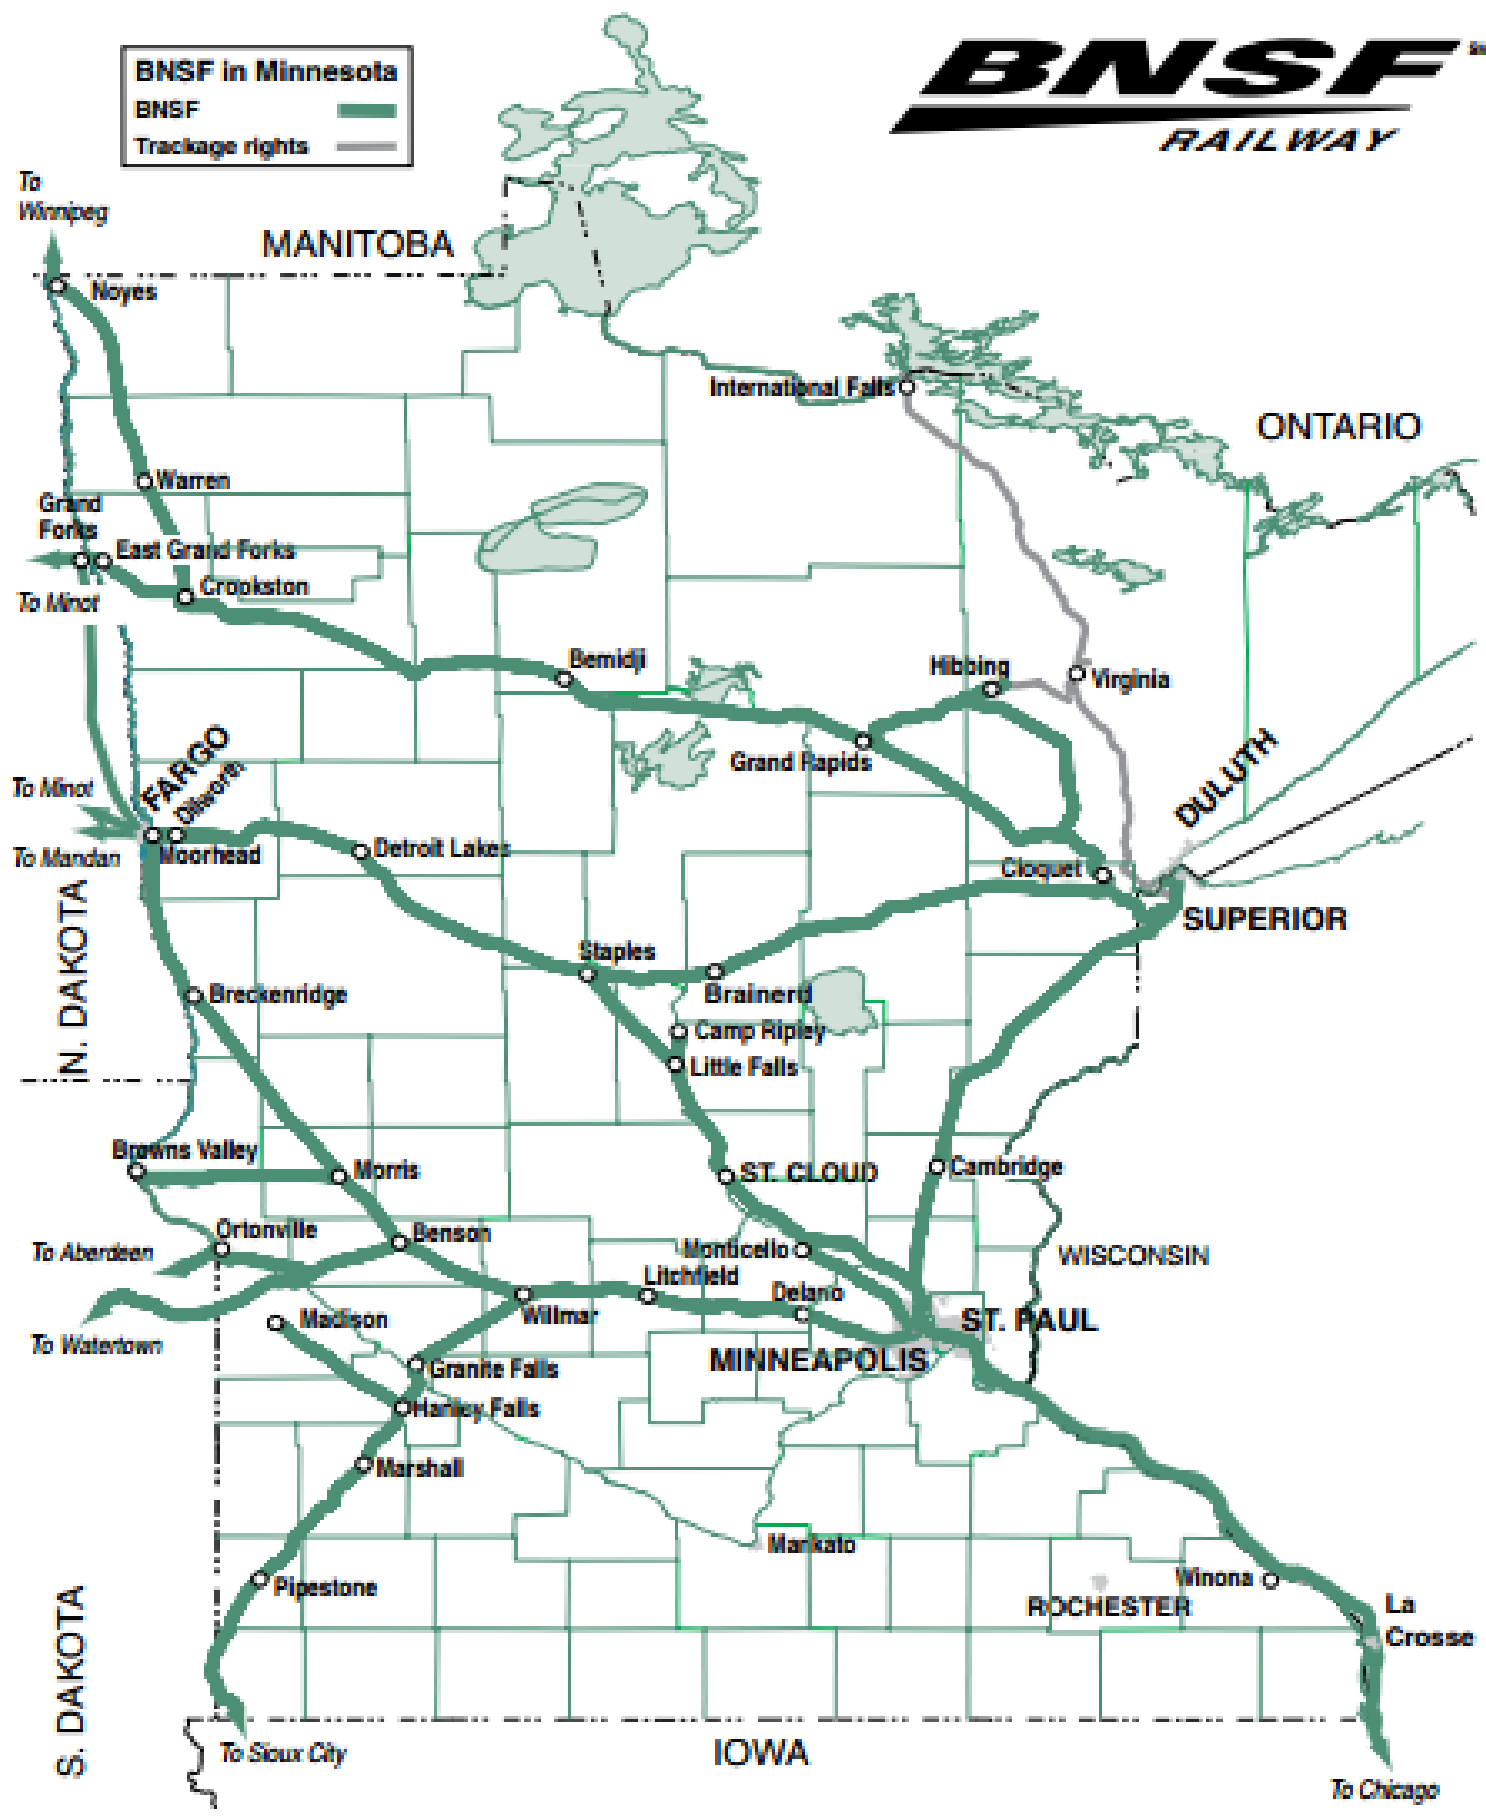 BNSF in Minnesota
BNSF
Trackage rights
BNSF
SM
RAILWAY
To
Winnipeg
MANITOBA
Noyes
International Falls
ONTARIO
Warren
Grand
Forks
East Grand Forks
Crookston
To Minot
Bemidji
Hibbing
Virginia
FARGO
Dilworth
Grand Rapids
DULUTH
To Minot
Moorhead
To Mandan
Detroit Lakes
Cloquet
SUPERIOR
N. DAKOTA
Staples
Breckenridge
Brainerd
Camp Ripley
Little Falls
Browns Valley
Morris
ST. CLOUD
Cambridge
Ortonville
Benson
To Aberdeen
Monticello
WISCONSIN
Litchfield
Delano
Madison
Willmar
ST. PAUL
To Watertown
MINNEAPOLIS
Granite Falls
Hanley Falls
Marshall
Mankato
Pipestone
Winona
ROCHESTER
La
Crosse
S. DAKOTA
To Sioux City
IOWA
To Chicago